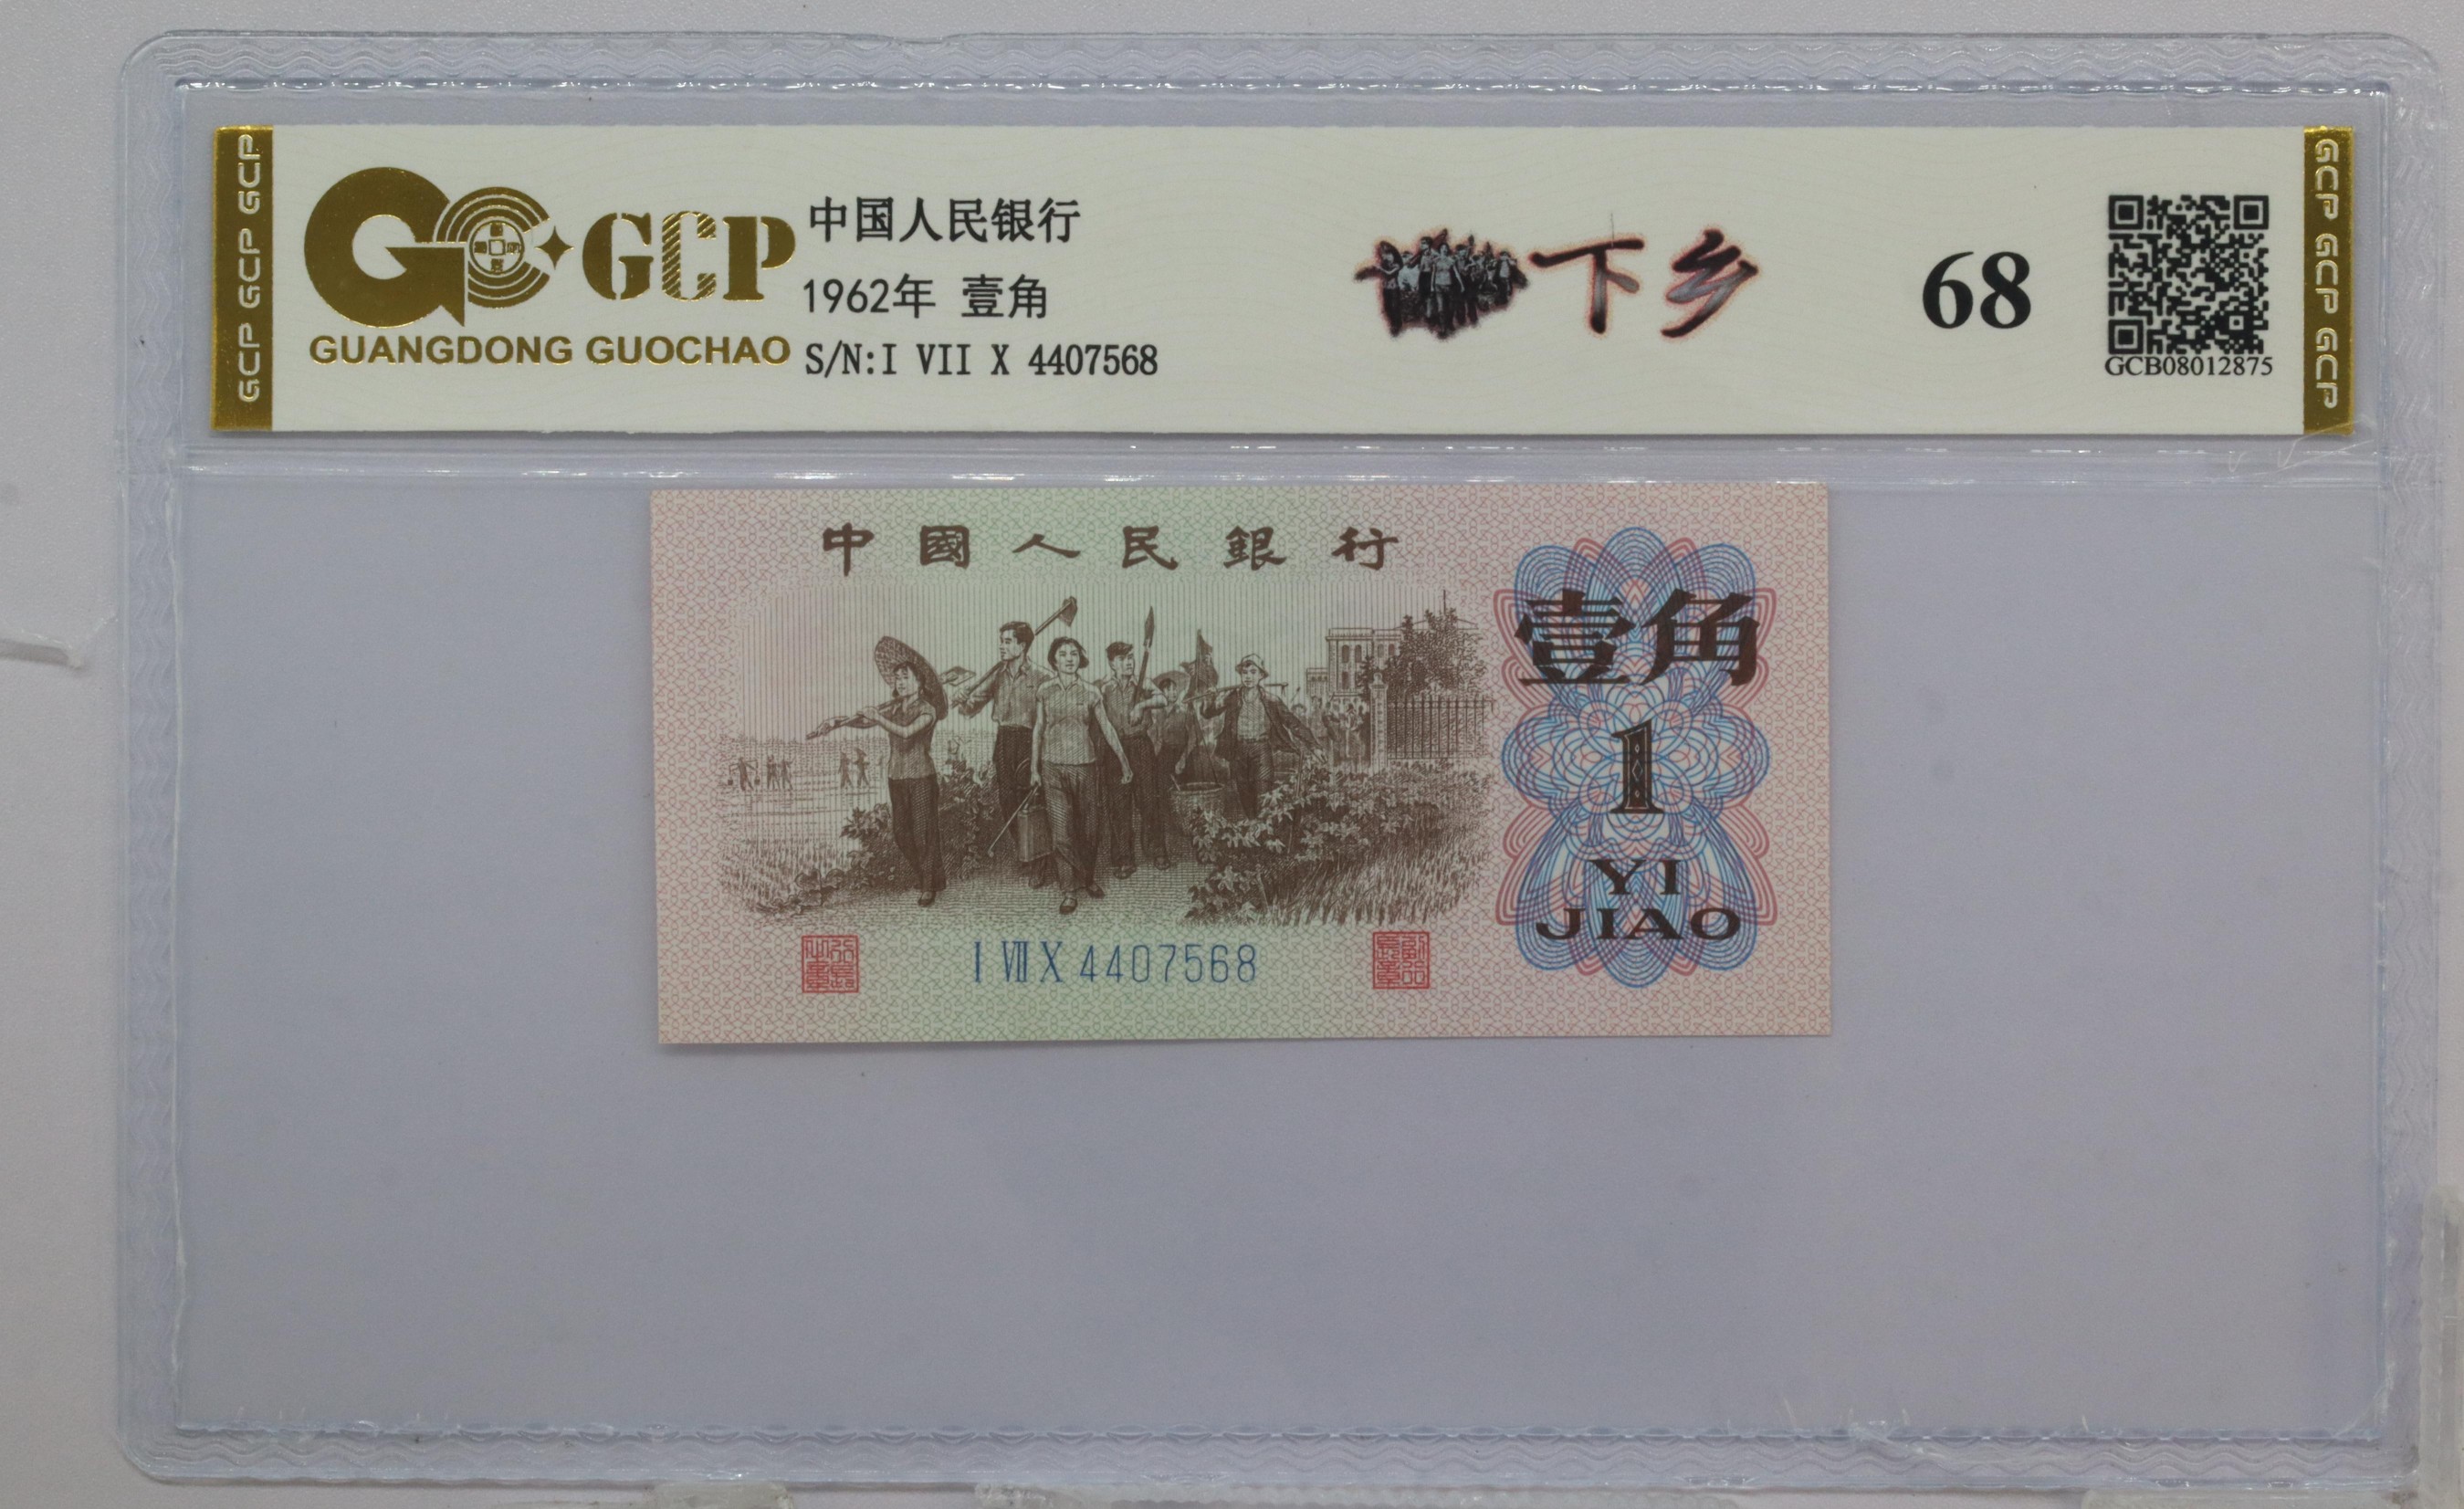 GCP GCP GCP
GCP
GUANGDONG GUOCHAO
中国人民银行
1962年 壹角
S/N:I VII X 4407568
下乡
68
GCB08012875
GCP GCP GCP
中國人民銀行
壹角
1
YI
JIAO
I VII X 4407568